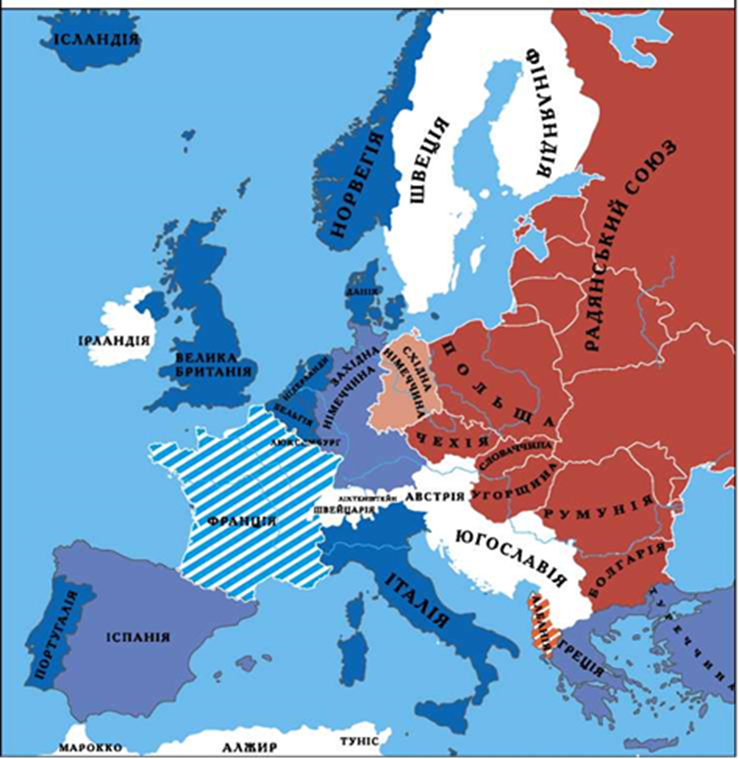 ІСЛАНДІЯ
НОРВЕГІЯ
ШВЕЦІЯ
ФІНЛЯНДІЯ
РАДЯНСЬКИЙ СОЮЗ
ДАНІЯ
ІРЛАНДІЯ
ВЕЛИКА
БРИТАНІЯ
НІДЕРЛАНДИ
БЕЛЬГІЯ
ЛЮКСЕМБУРГ
ЗАХІДНА
НІМЕЧЧИНА
СХІДНА
НІМЕЧЧИНА
ПОЛЬЩА
ЧЕХІЯ
СЛОВАЧЧИНА
ЛІХТЕНШТЕЙН
ШВЕЙЦАРІЯ
АВСТРІЯ
УГОРЩИНА
РУМУНІЯ
ФРАНЦІЯ
ЮГОСЛАВІЯ
БОЛГАРІЯ
ІТАЛІЯ
АЛБАНІЯ
ГРЕЦІЯ
ТУРЕЧЧИНА
ПОРТУГАЛІЯ
ІСПАНІЯ
МАРОККО
АЛЖИР
ТУНІС